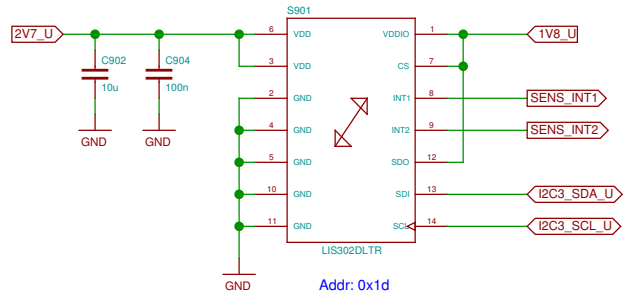 S901
2V7_U
6
VDD
VDDIO
1
1V8_U
C902
10u
C904
100n
3
VDD
CS
7
2
GND
INT1
8
SENS_INT1
4
GND
INT2
9
SENS_INT2
GND
GND
5
GND
SDO
12
10
GND
SDI
13
I2C3_SDA_U
11
GND
SCL
14
I2C3_SCL_U
LIS302DLTR
GND
Addr: 0x1d